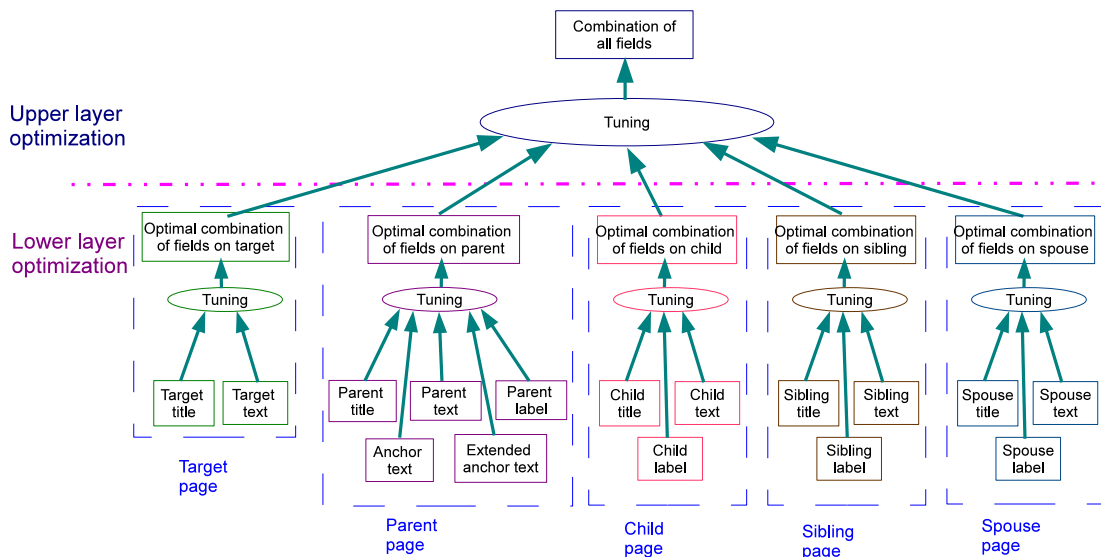 Combination of
all fields
Upper layer
optimization
Tuning
Lower layer
optimization
Optimal combination
of fields on target
Optimal combination
of fields on parent
Optimal combination
of fields on child
Optimal combination
of fields on sibling
Optimal combination
of fields on spouse
Tuning
Tuning
Tuning
Tuning
Tuning
Target
title
Target
text
Parent
title
Parent
text
Parent
label
Anchor
text
Extended
anchor text
Child
title
Child
text
Child
label
Sibling
title
Sibling
text
Sibling
label
Spouse
title
Spouse
text
Spouse
label
Target
page
Parent
page
Child
page
Sibling
page
Spouse
page